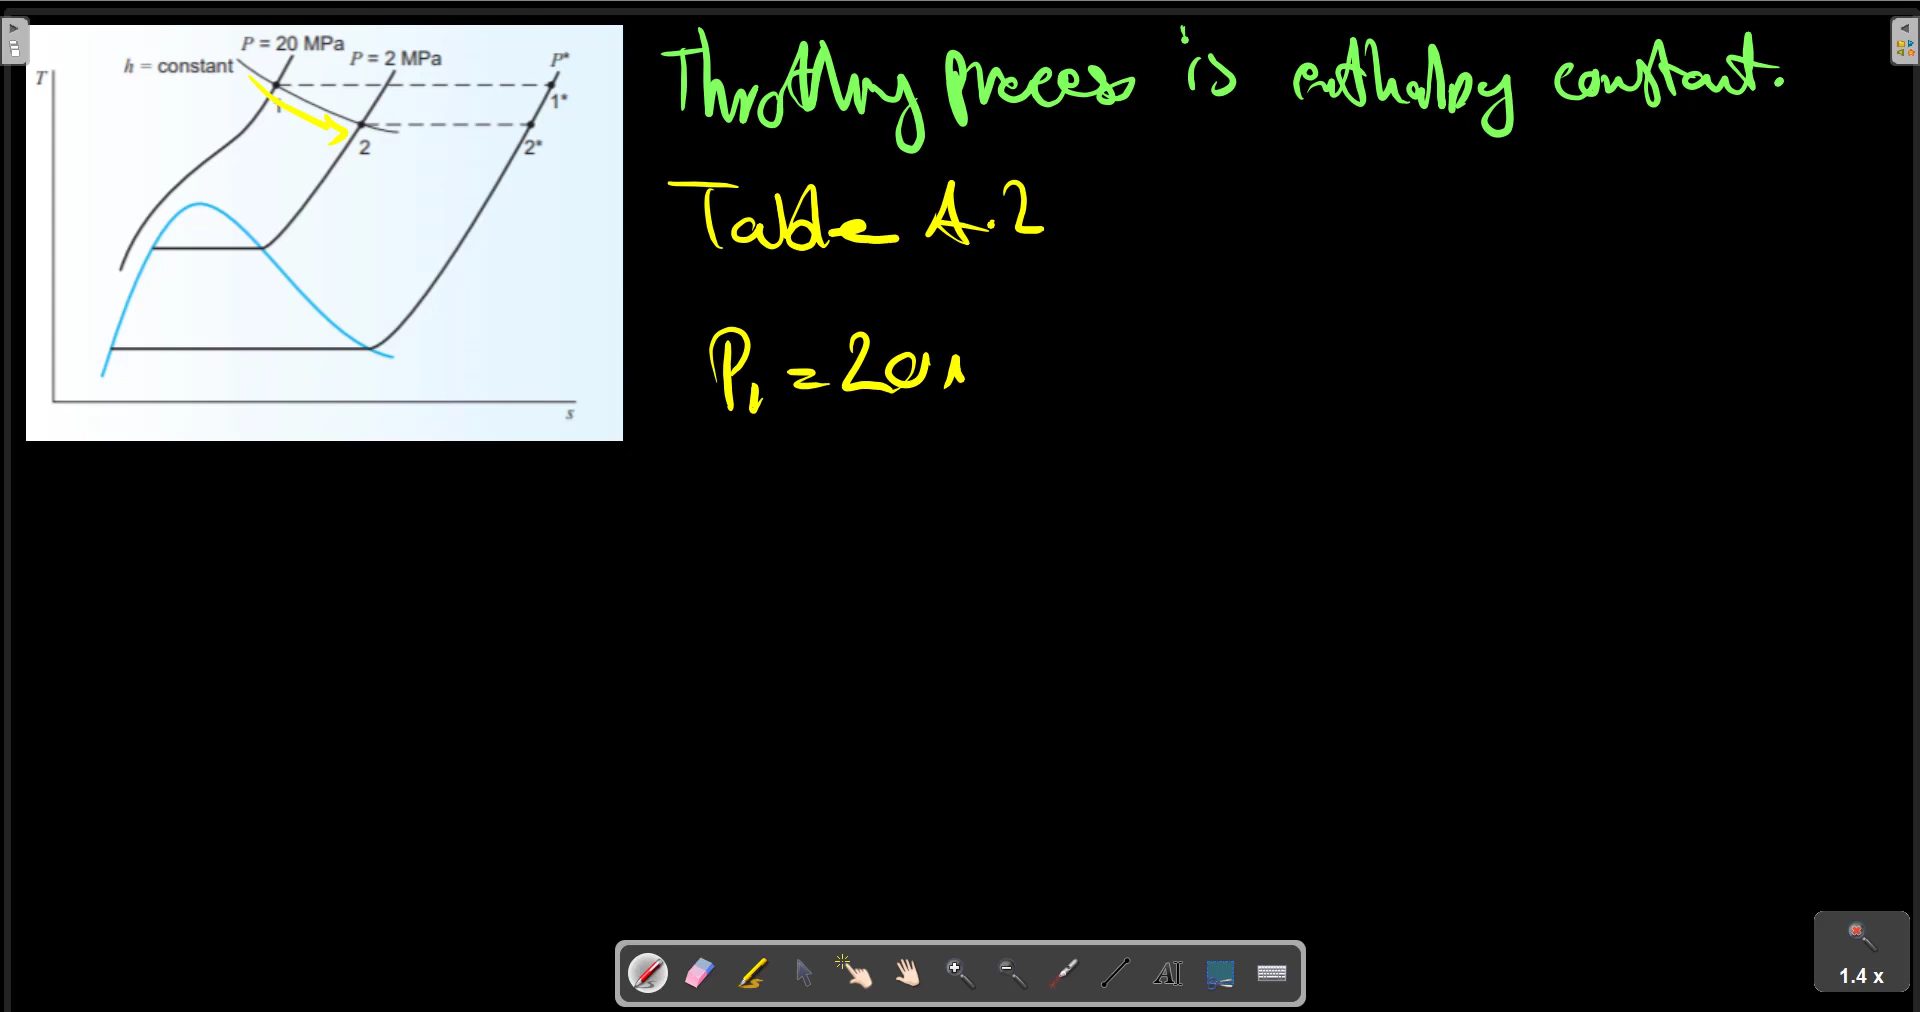 P = 20 MPa
h = constant
P = 2 MPa
P*
T
1
1*
2
2*
s
Throttling process is enthalpy constant.
Table A.2
P₁ = 20
AI
1.4 x